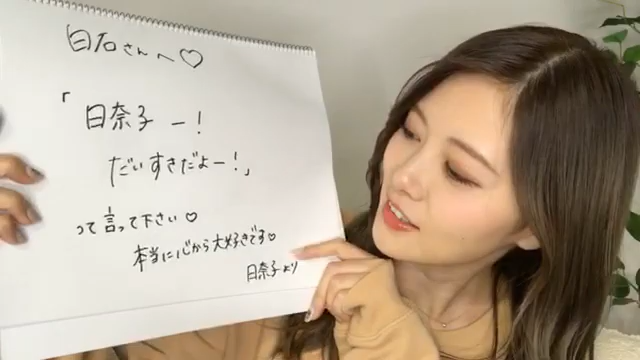 白石さんへ♡
「日奈子ー!
だいすきだよー!」
って言って下さい♡
本当に心から大好きです♡
日奈子より